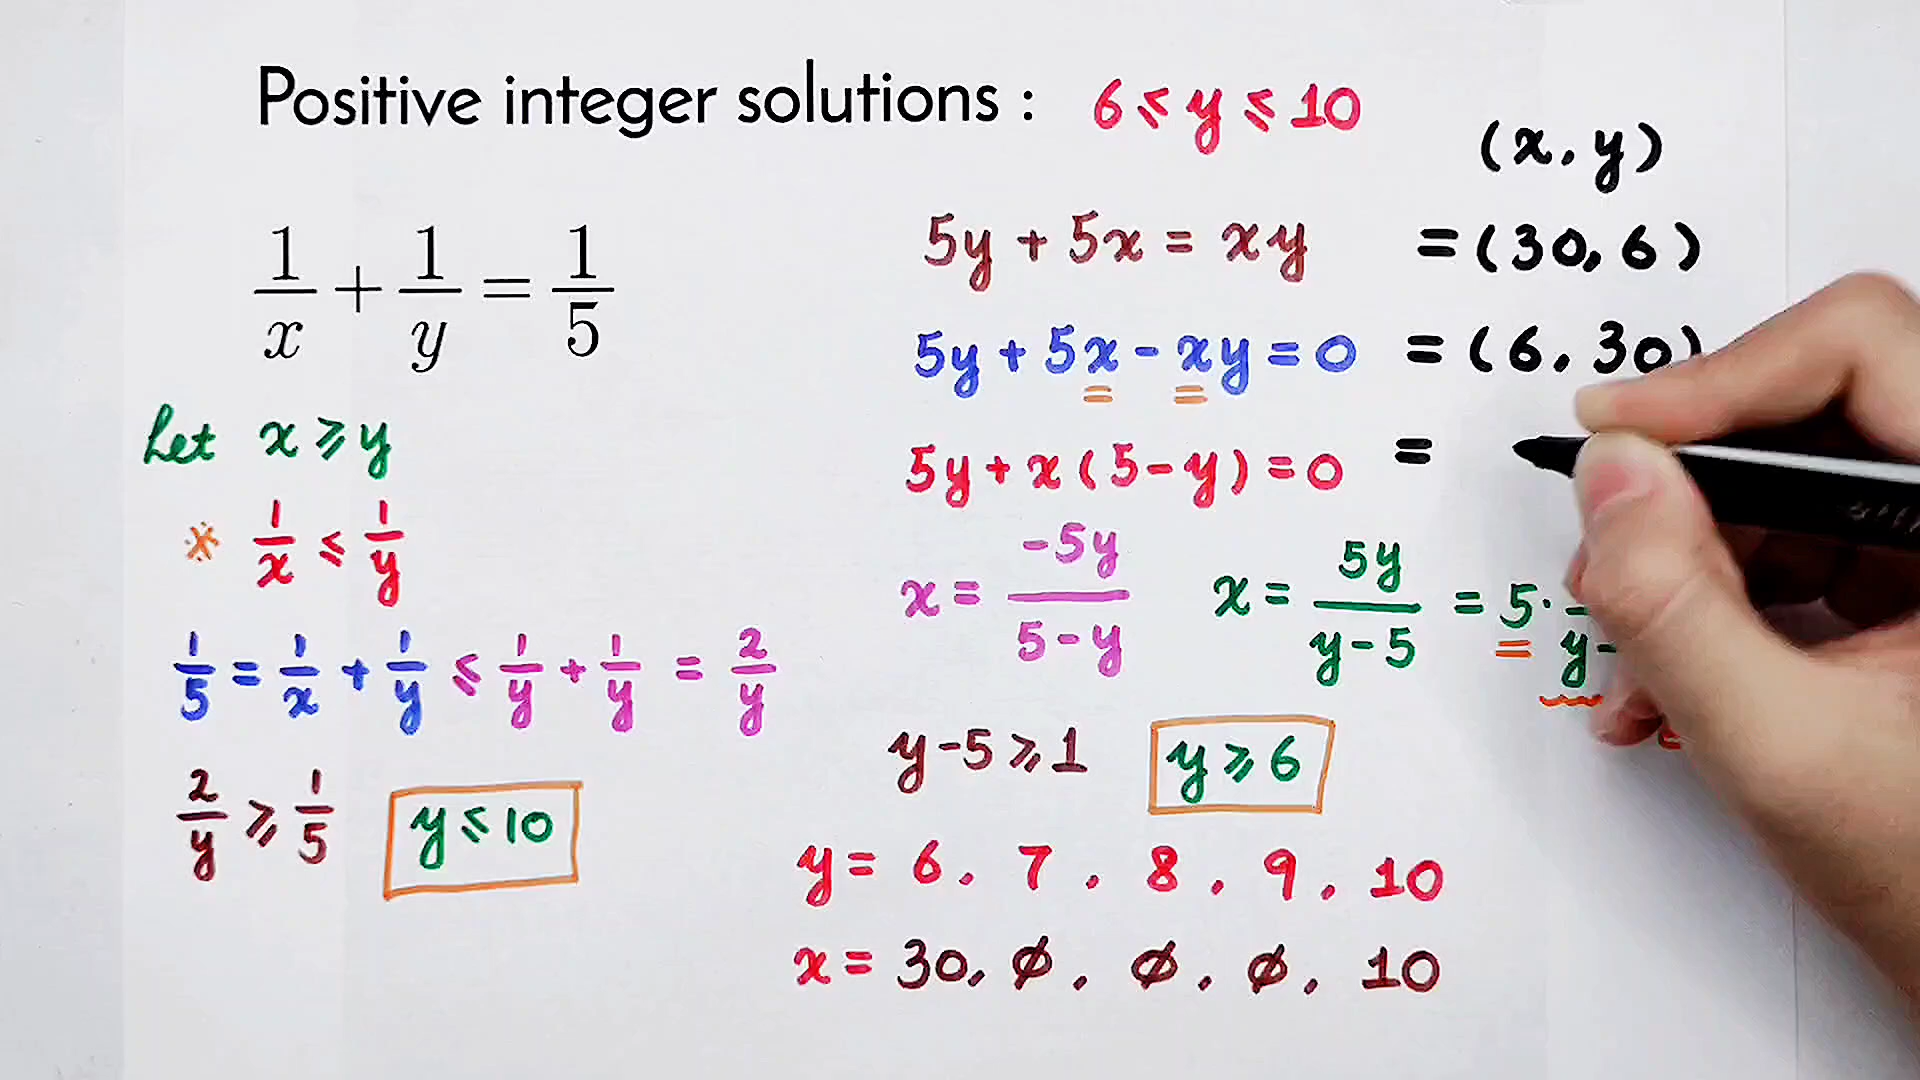 Positive integer solutions : 6 ≤ y ≤ 10
1/x + 1/y = 1/5
Let x ≥ y
* 1/x ≤ 1/y
1/5 = 1/x + 1/y ≤ 1/y + 1/y = 2/y
2/y ≥ 1/5
y ≤ 10
5y + 5x = xy
5y + 5x - xy = 0
5y + x(5 - y) = 0
x = -5y/5-y
x = 5y/y-5 = 5 ·
y - 5 ≥ 1
y ≥ 6
y = 6, 7, 8, 9, 10
x = 30, ∅, ∅, ∅, 10
(x, y)
= (30, 6)
= (6, 30)
=